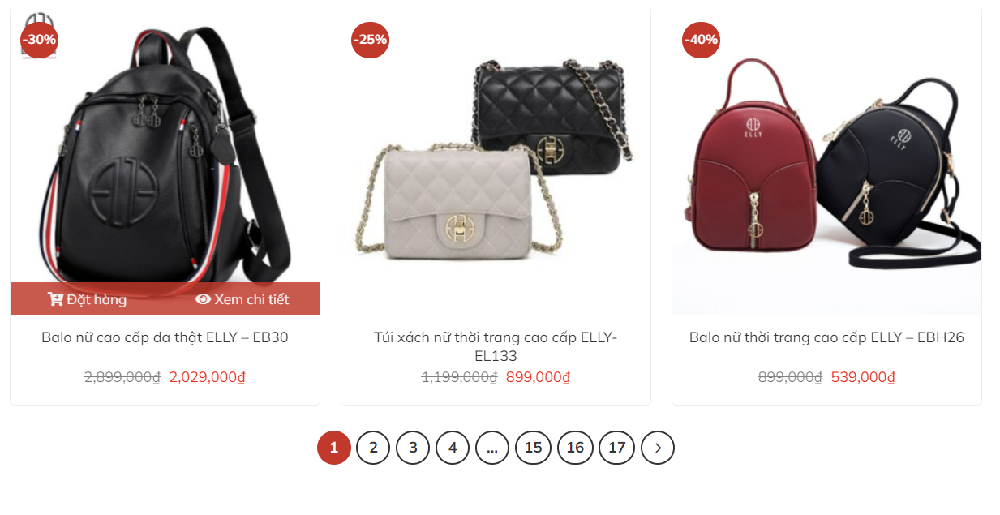 -30%
-25%
-40%
ELLY
ELLY
Đặt hàng
Xem chi tiết
Balo nữ cao cấp da thật ELLY – EB30
Túi xách nữ thời trang cao cấp ELLY-
EL133
Balo nữ thời trang cao cấp ELLY – EBH26
2,899,000₫ 2,029,000₫
1,199,000₫ 899,000₫
899,000₫ 539,000₫
1 2 3 4 ... 15 16 17